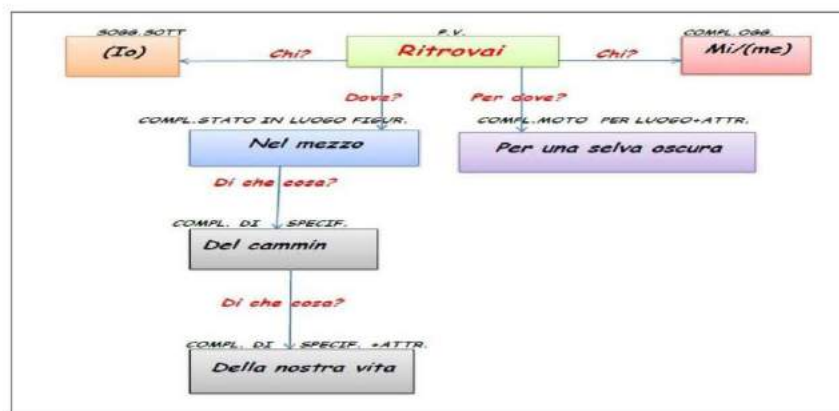 SOGG.SOTT
P.V.
COMPL.OGG.
(Io)
Chi?
Ritrovai
Chi?
Mi/(me)
Dove?
Per dove?
COMPL.STATO IN LUOGO FIGUR.
COMPL.MOTO PER LUOGO+ATTR.
Nel mezzo
Per una selva oscura
Di che cosa?
COMPL. DI SPECIF.
Del cammin
Di che cosa?
COMPL. DI SPECIF. +ATTR.
Della nostra vita